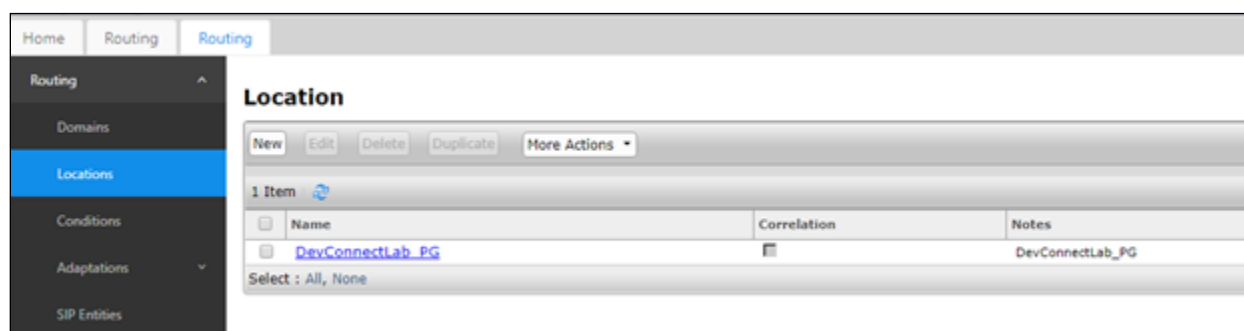 Home Routing Routing
Routing
Domains
Locations
Conditions
Adaptations
SIP Entities
Location
New Edit Delete Duplicate More Actions
1 Item
Name Correlation Notes
DevConnectLab_PG DevConnectLab_PG
Select : All, None